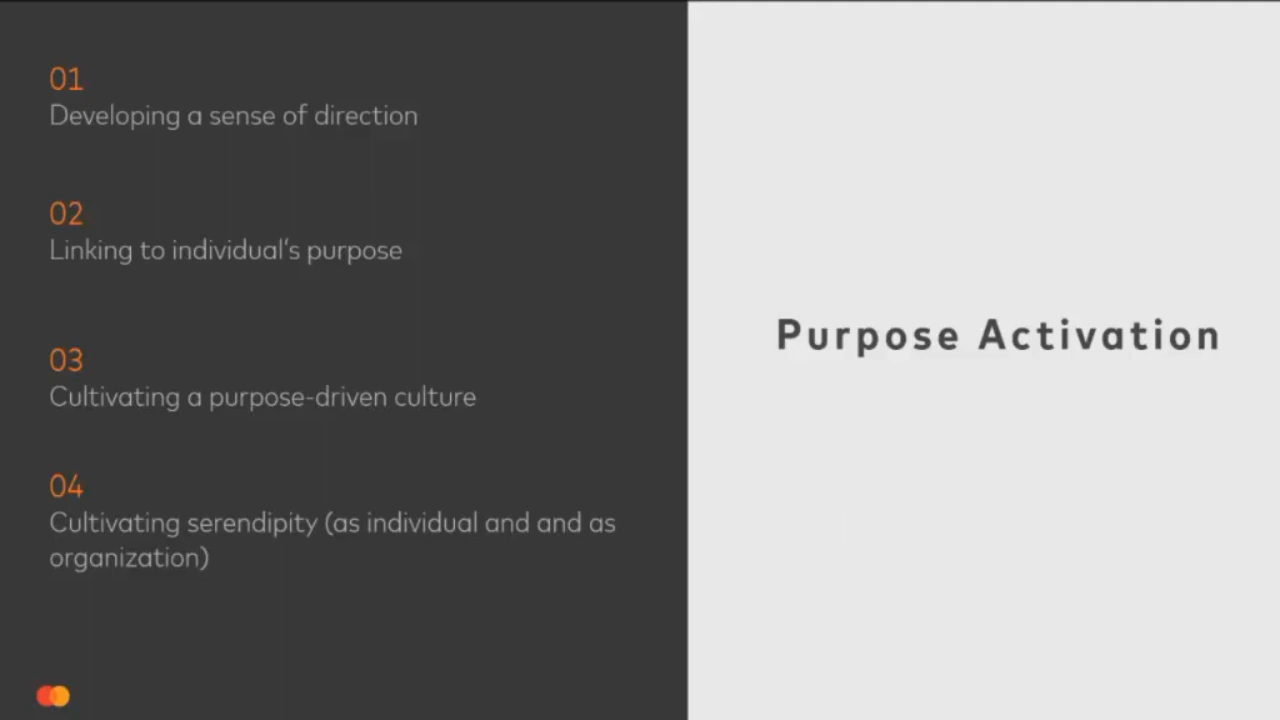 01
Developing a sense of direction
02
Linking to individual's purpose
03
Cultivating a purpose-driven culture
04
Cultivating serendipity (as individual and and as
organization)
Purpose Activation